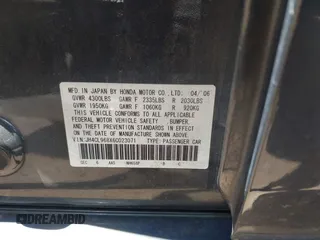 MFD. IN JAPAN BY HONDA MOTOR CO., LTD. 04/06
GVWR 4300LBS GAWR F 2335LBS R 2030LBS
GVWR 1950KG GAWR F 1060KG R 920KG
THIS VEHICLE CONFORMS TO ALL APPLICABLE
FEDERAL MOTOR VEHICLE SAFETY, BUMPER,
AND THEFT PREVENTION STANDARDS IN EFFECT
ON THE DATE OF MANUFACTURE SHOWN ABOVE.
V.I.N. TYPE: PASSENGER CAR
DREAMBID